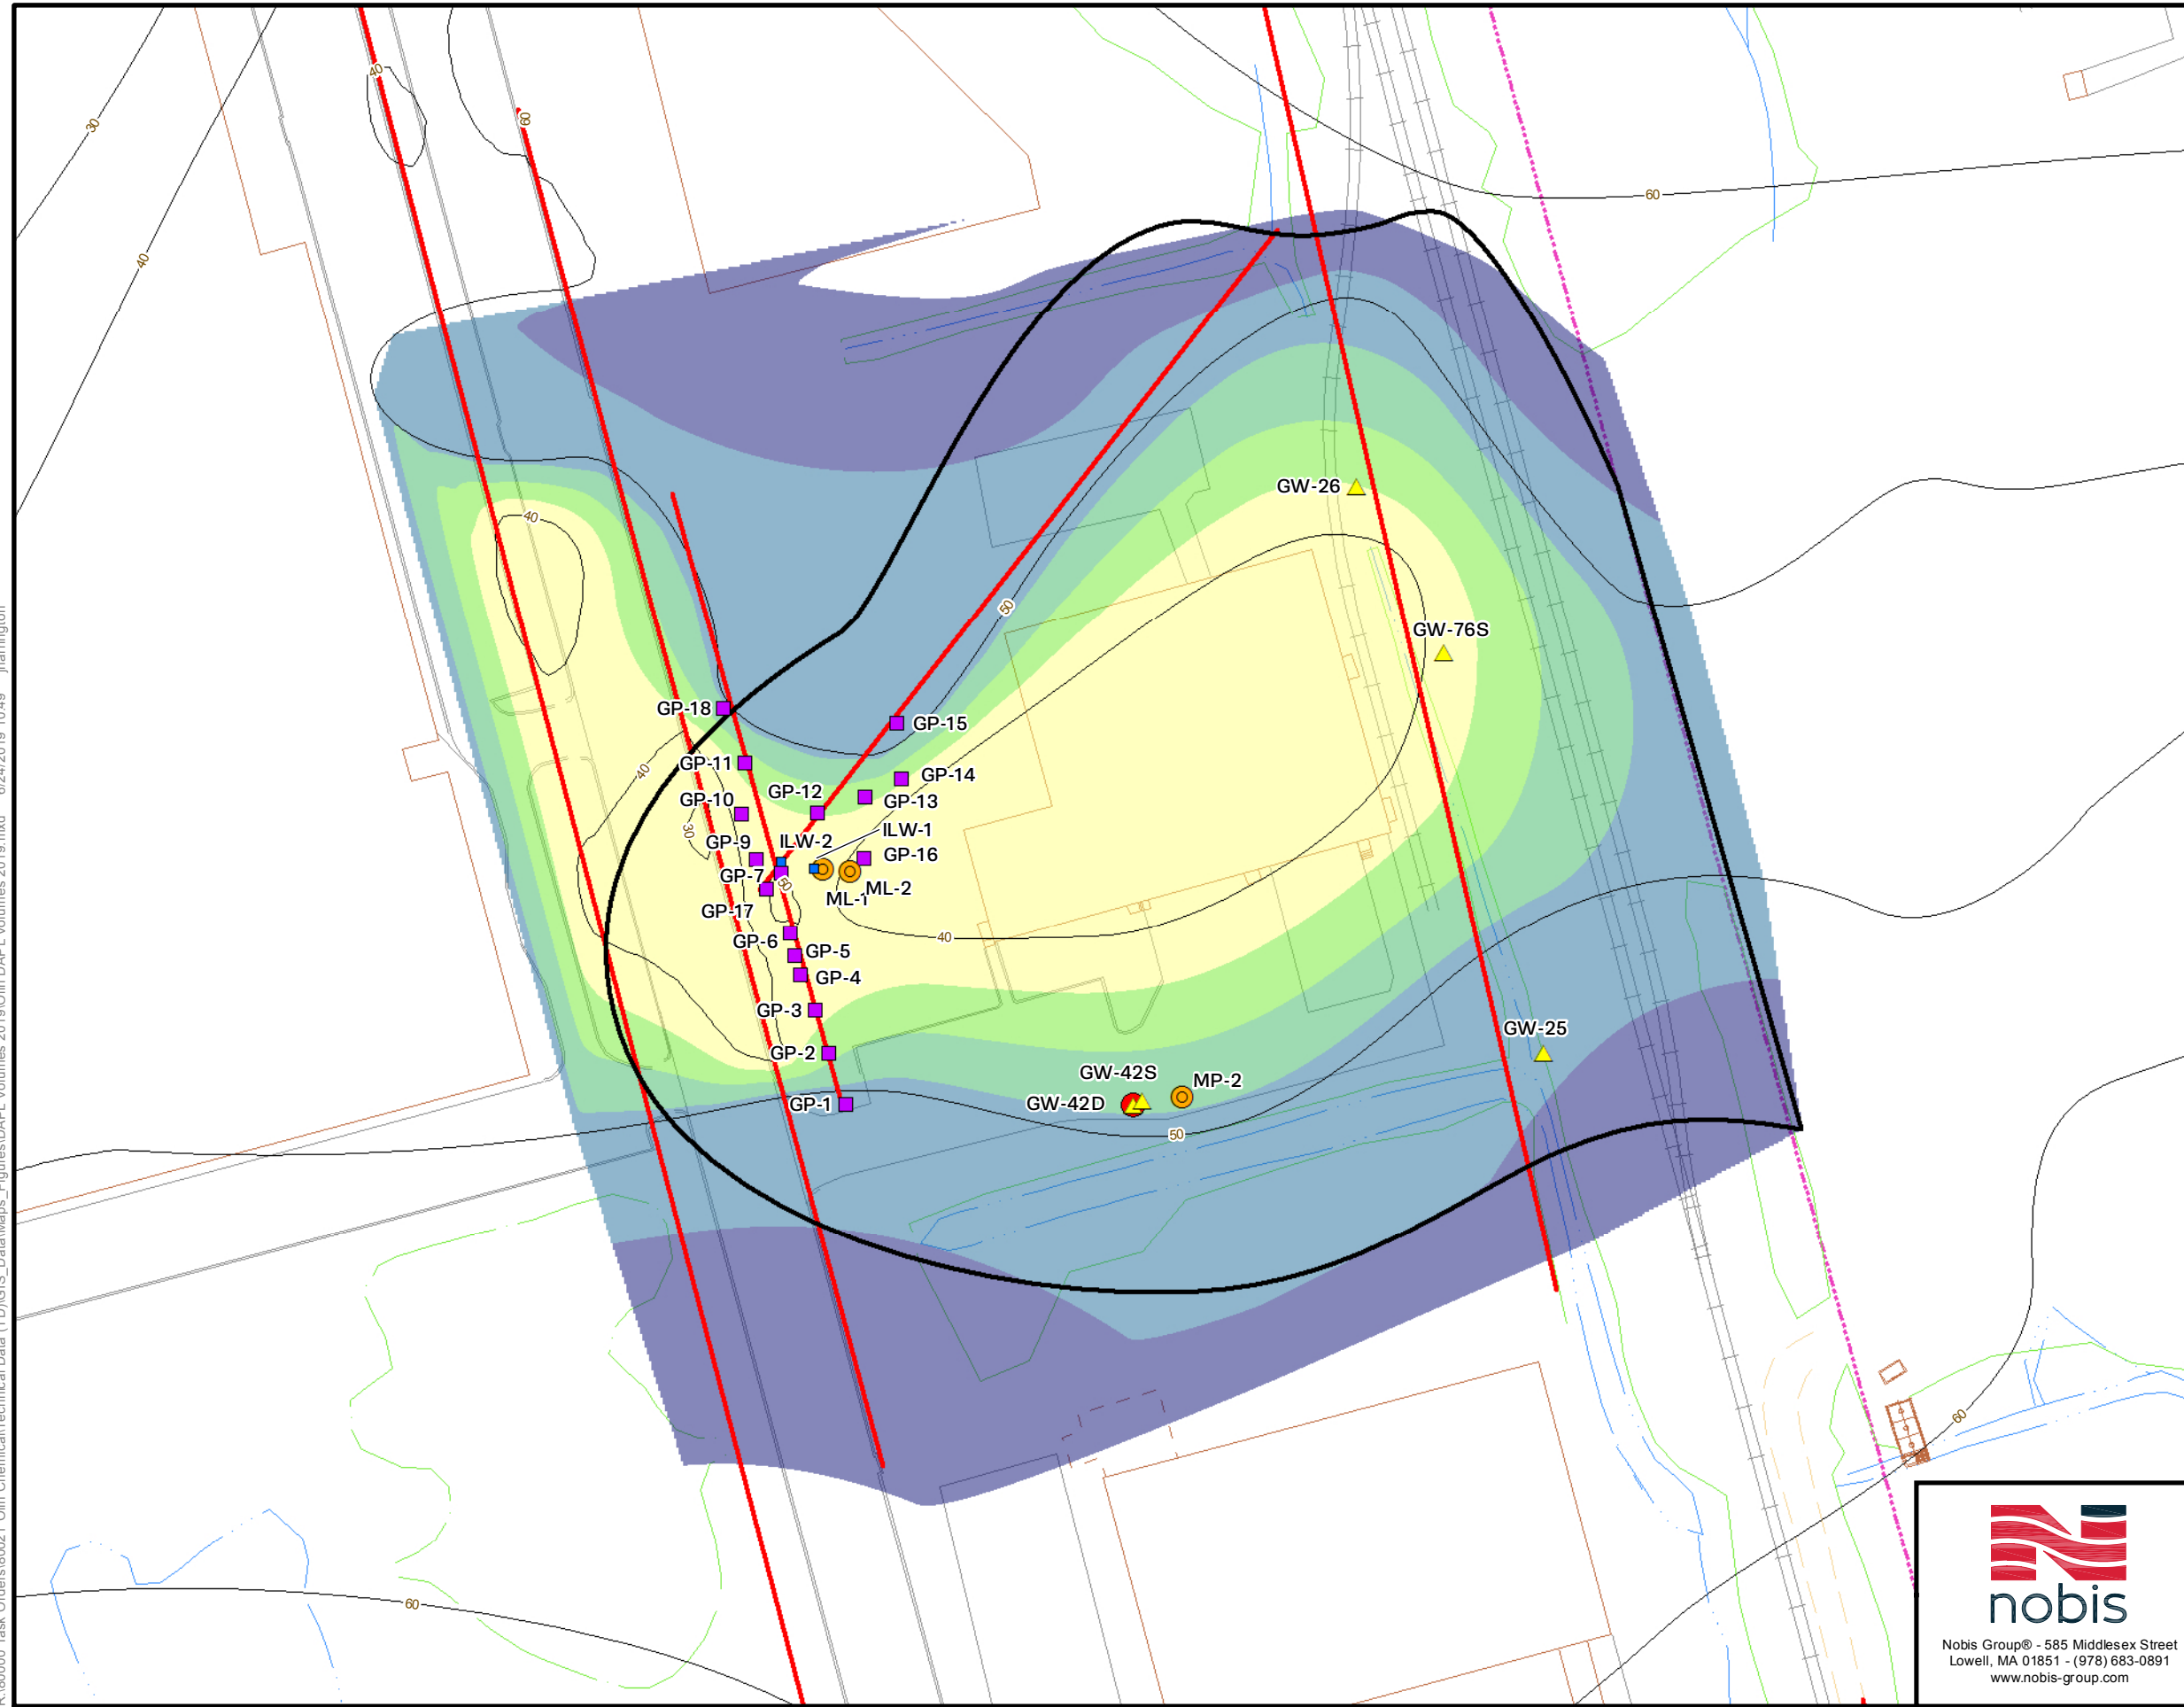 40
60
30
60
40
GW-26
40
50
GW-76S
GP-18
GP-15
GP-11
40
GP-14
GP-12
GP-10
GP-13
30
ILW-1
GP-9
ILW-2
GP-16
GP-7
50
ML-2
ML-1
GP-17
40
GP-6
GP-5
GP-4
GP-3
GW-25
GP-2
GW-42S
MP-2
GW-42D
GP-1
50
60
60
nobis
Nobis Group® - 585 Middlesex Street
Lowell, MA 01851 - (978) 683-0891
www.nobis-group.com